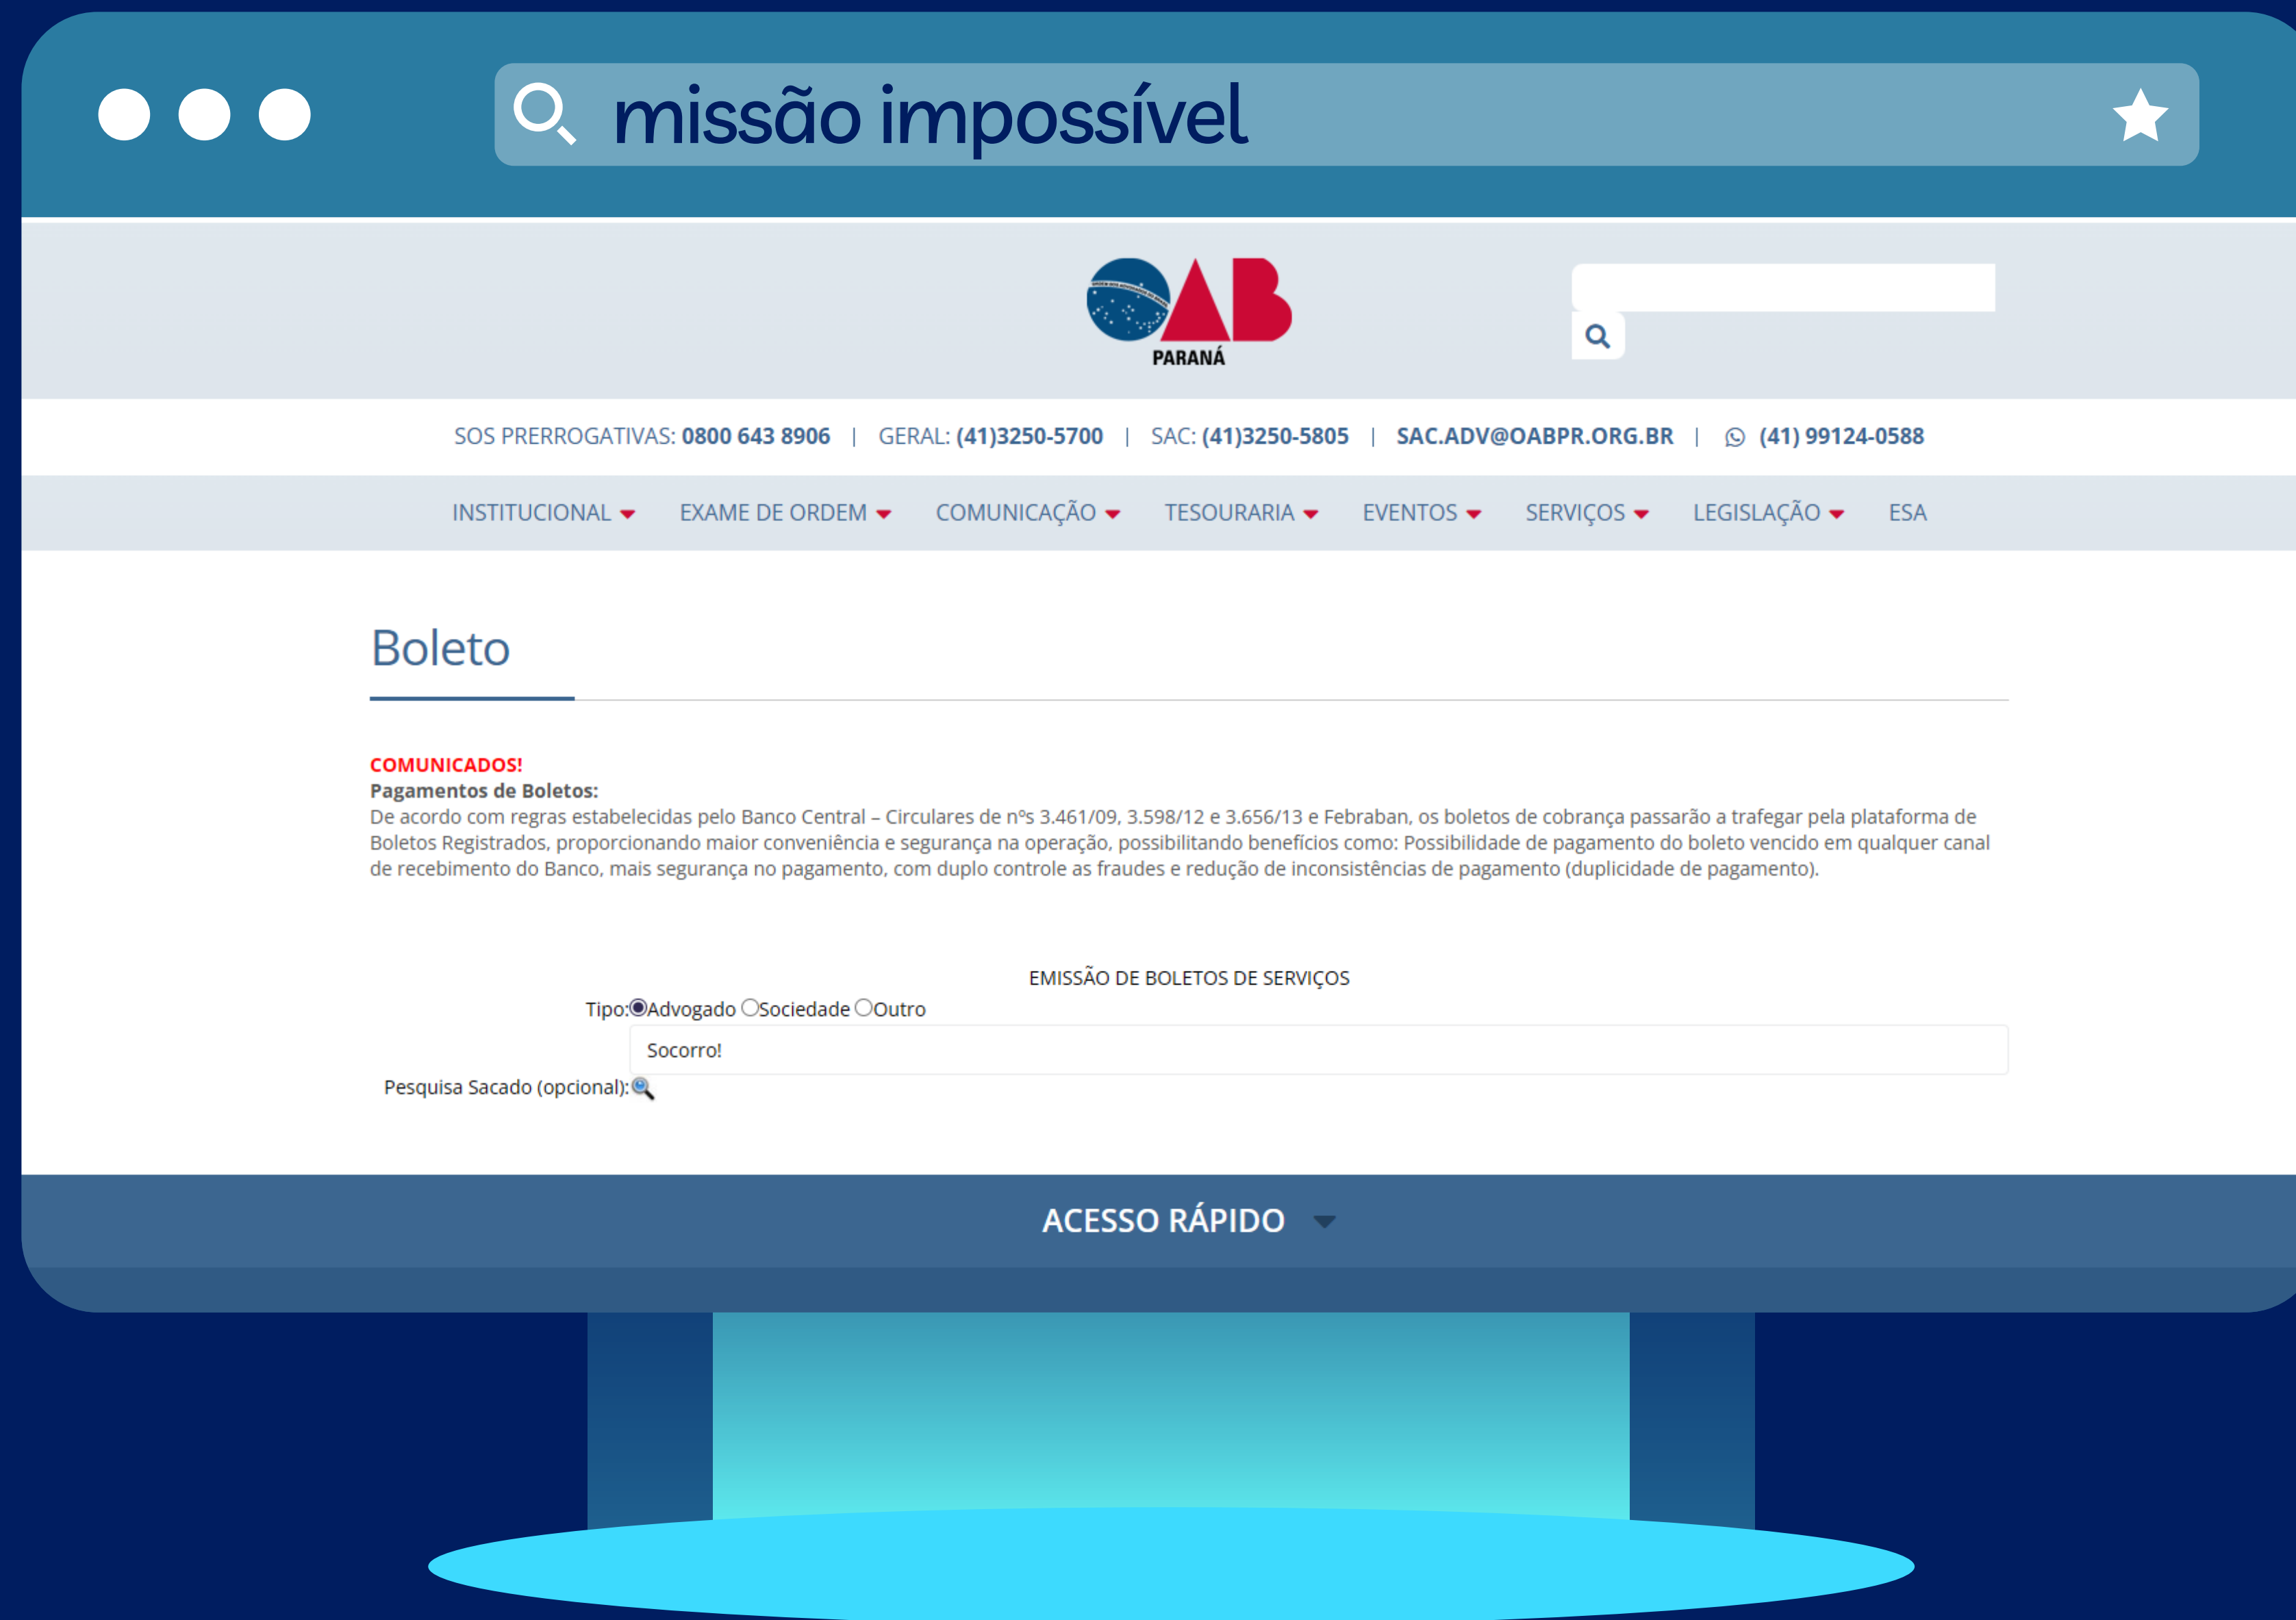 missão impossível
OAB
PARANÁ
SOS PRERROGATIVAS: 0800 643 8906 | GERAL: (41)3250-5700 | SAC: (41)3250-5805 | SAC.ADV@OABPR.ORG.BR | (41) 99124-0588
INSTITUCIONAL EXAME DE ORDEM COMUNICAÇÃO TESOURARIA EVENTOS SERVIÇOS LEGISLAÇÃO ESA
Boleto
COMUNICADOS!
Pagamentos de Boletos:
De acordo com regras estabelecidas pelo Banco Central – Circulares de nºs 3.461/09, 3.598/12 e 3.656/13 e Febraban, os boletos de cobrança passarão a trafegar pela plataforma de
Boletos Registrados, proporcionando maior conveniência e segurança na operação, possibilitando benefícios como: Possibilidade de pagamento do boleto vencido em qualquer canal
de recebimento do Banco, mais segurança no pagamento, com duplo controle as fraudes e redução de inconsistências de pagamento (duplicidade de pagamento).
EMISSÃO DE BOLETOS DE SERVIÇOS
Tipo: Advogado Sociedade Outro
Socorro!
Pesquisa Sacado (opcional):
ACESSO RÁPIDO